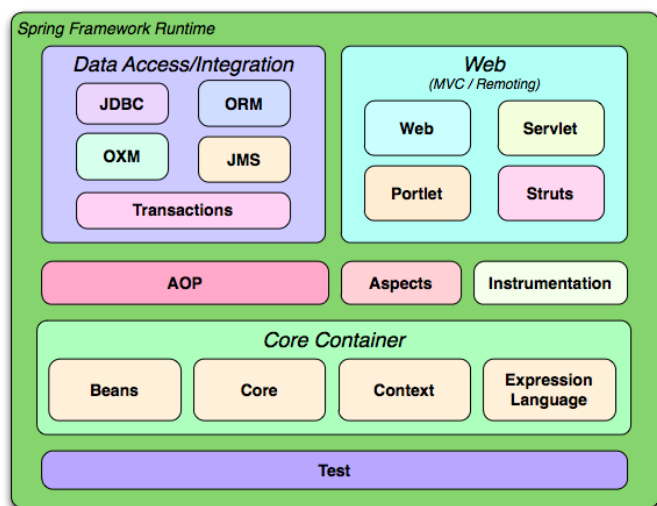 Spring Framework Runtime
Data Access/Integration
JDBC
ORM
OXM
JMS
Transactions
Web
(MVC / Remoting)
Web
Servlet
Portlet
Struts
AOP
Aspects
Instrumentation
Core Container
Beans
Core
Context
Expression
Language
Test